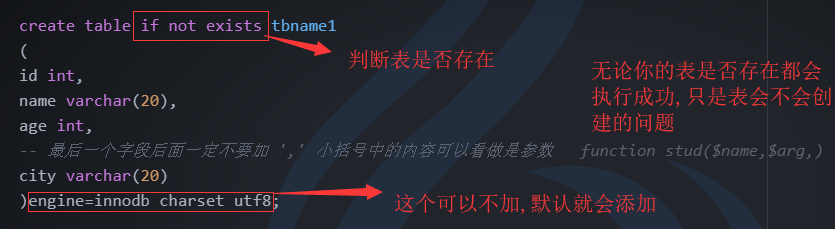 create table if not exists tbname1
判断表是否存在
(
id int,
无论你的表是否存在都会
执行成功,只是表会不会创
建的问题
name varchar(20),
age int,
-- 最后一个字段后面一定不要加 ',' 小括号中的内容可以看做是参数   function stud($name,$arg,)
city varchar(20)
)engine=innodb charset utf8;
这个可以不加,默认就会添加